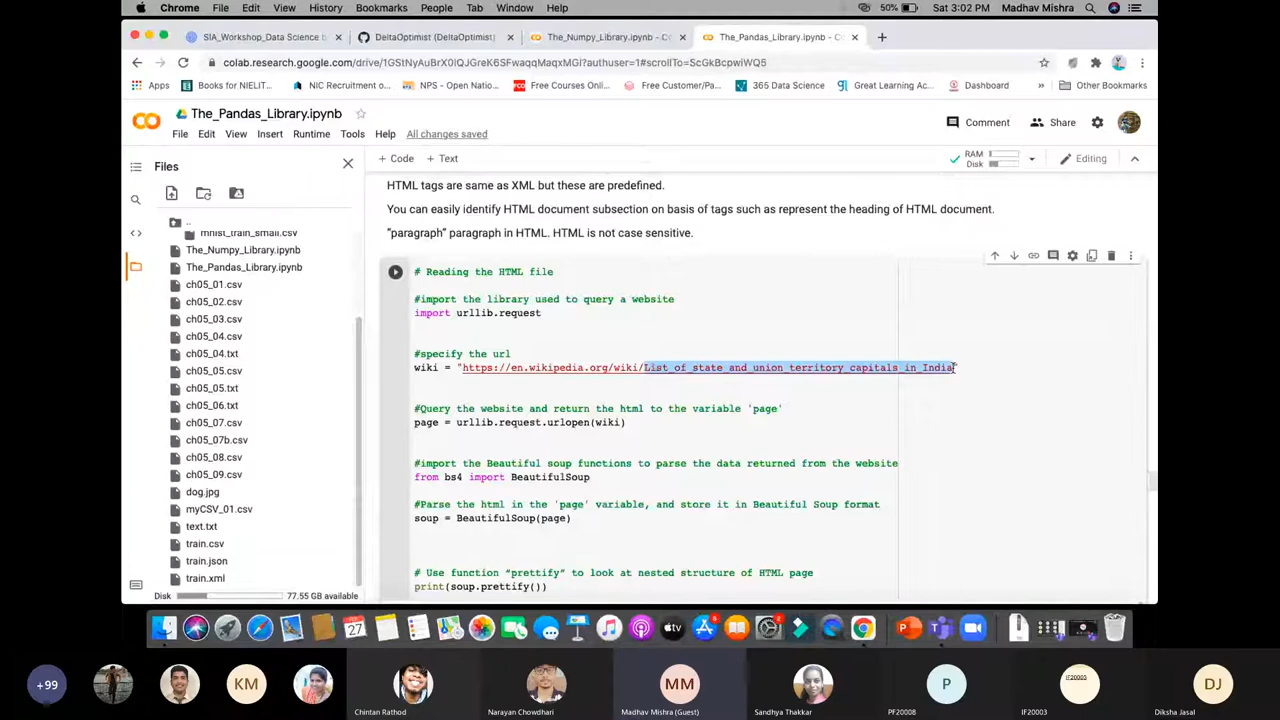 Chrome File Edit View History Bookmarks People Tab Window Help 50% Sat 3:02 PM Madhav Mishra
SIA_Workshop_Data Science b
DeltaOptimist (DeltaOptimist)
The_Numpy_Library.ipynb - C
The_Pandas_Library.ipynb - C
colab.research.google.com/drive/1GStNyAuBrX0lQJGreK6SFwaqqMaqxMGI?authuser=1#scrollTo=ScGkBcpwiWQ5
Apps Books for NIELIT... NIC Recruitment f... NPS - Open Natio... Free Courses Onli... Free Customer/Pa... 365 Data Science Great Learning Ac... Dashboard » Other Bookmarks
The_Pandas_Library.ipynb
Comment Share
File Edit View Insert Runtime Tools Help All changes saved
Files
+ Code + Text
RAM
Disk
Editing
HTML tags are same as XML but these are predefined.
You can easily identify HTML document subsection on basis of tags such as represent the heading of HTML document.
"paragraph" paragraph in HTML. HTML is not case sensitive.
..
mnist_train_small.csv
The_Numpy_Library.ipynb
The_Pandas_Library.ipynb
ch05_01.csv
ch05_02.csv
ch05_03.csv
ch05_04.csv
ch05_04.txt
ch05_05.csv
ch05_05.txt
ch05_06.txt
ch05_07.csv
ch05_07b.csv
ch05_08.csv
ch05_09.csv
dog.jpg
myCSV_01.csv
text.txt
train.csv
train.json
train.xml
Disk 77.55 GB available
# Reading the HTML file
#import the library used to query a website
import urllib.request
#specify the url
wiki = "https://en.wikipedia.org/wiki/List_of_state_and_union_territory_capitals_in_India"
#Query the website and return the html to the variable 'page'
page = urllib.request.urlopen(wiki)
#import the Beautiful soup functions to parse the data returned from the website
from bs4 import BeautifulSoup
#Parse the html in the 'page' variable, and store it in Beautiful Soup format
soup = BeautifulSoup(page)
# Use function "prettify" to look at nested structure of HTML page
print(soup.prettify())
27
tv
+99
KM
MM
P
IF20003
DJ
Chintan Rathod
Narayan Chowdhari
Madhav Mishra (Guest)
Sandhya Thakkar
PF20008
IF20003
Diksha Jasal